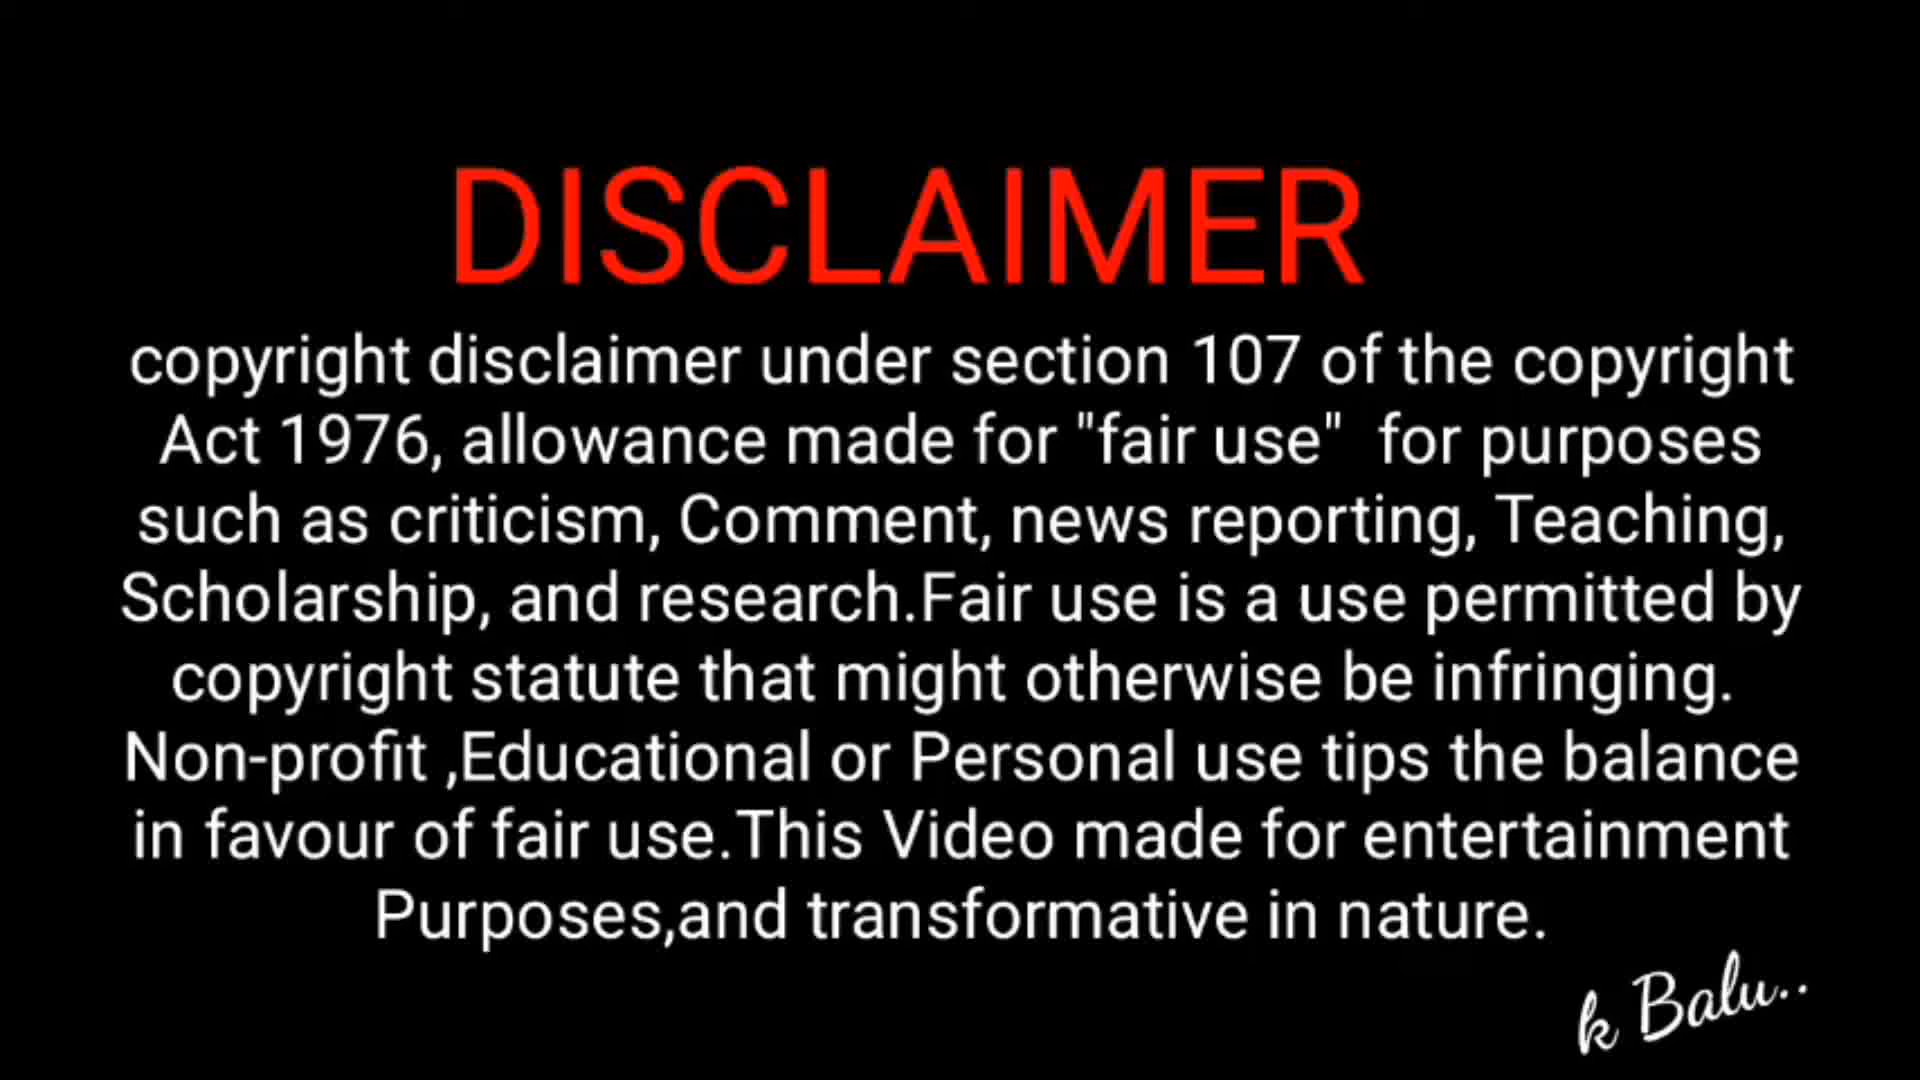 DISCLAIMER
copyright disclaimer under section 107 of the copyright
Act 1976, allowance made for "fair use"  for purposes
such as criticism, Comment, news reporting, Teaching,
Scholarship, and research.Fair use is a use permitted by
copyright statute that might otherwise be infringing.
Non-profit ,Educational or Personal use tips the balance
in favour of fair use.This Video made for entertainment
Purposes,and transformative in nature.
k Balu..